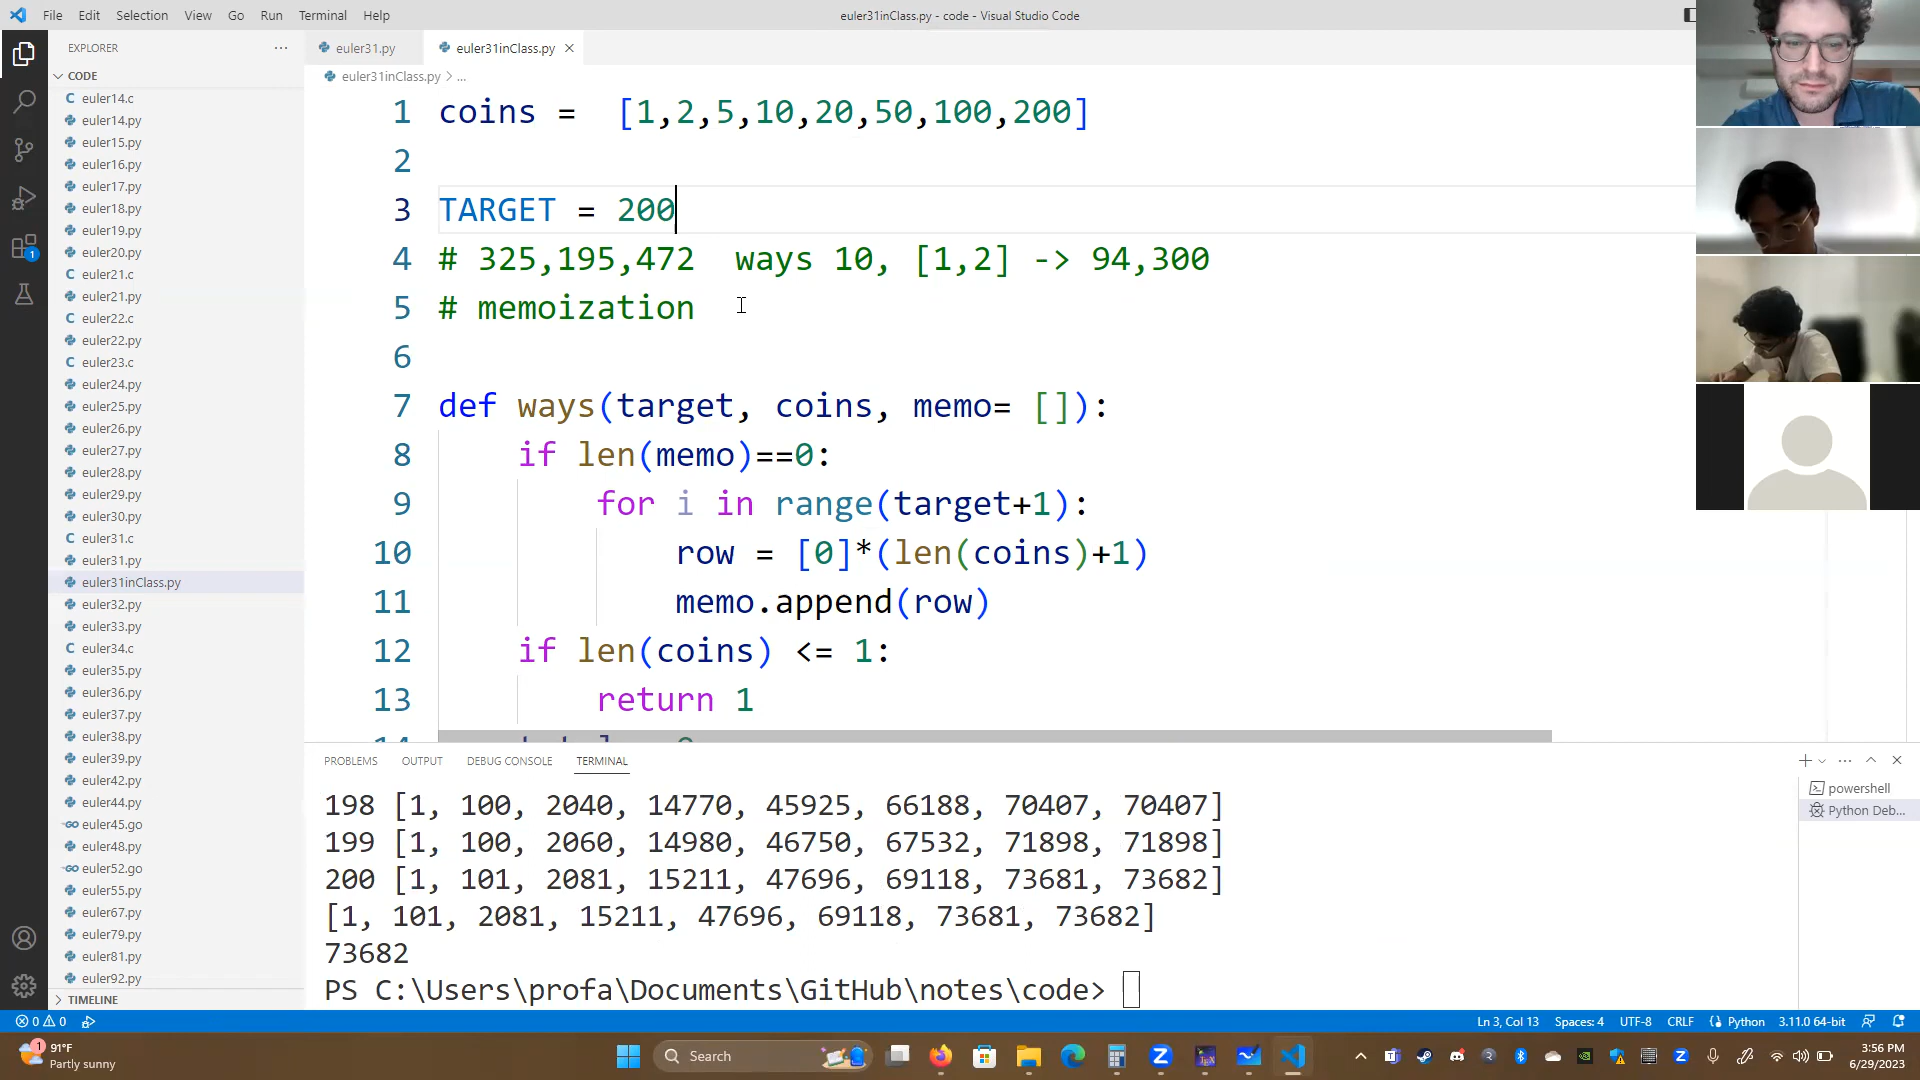 File Edit Selection View Go Run Terminal Help
euler31inClass.py - code - Visual Studio Code
EXPLORER
CODE
euler14.c
euler14.py
euler15.py
euler16.py
euler17.py
euler18.py
euler19.py
euler20.py
euler21.c
euler21.py
euler22.c
euler22.py
euler23.c
euler24.py
euler25.py
euler26.py
euler27.py
euler28.py
euler29.py
euler30.py
euler31.c
euler31.py
euler31inClass.py
euler32.py
euler33.py
euler34.c
euler35.py
euler36.py
euler37.py
euler38.py
euler39.py
euler42.py
euler44.py
euler45.go
euler48.py
euler52.go
euler55.py
euler67.py
euler79.py
euler81.py
euler92.py
TIMELINE
euler31.py euler31inClass.py
euler31inClass.py > ...
1 coins = [1,2,5,10,20,50,100,200]
2
3 TARGET = 200
4 # 325,195,472 ways 10, [1,2] -> 94,300
5 # memoization
6
7 def ways(target, coins, memo= []):
8 if len(memo)==0:
9 for i in range(target+1):
10 row = [0]*(len(coins)+1)
11 memo.append(row)
12 if len(coins) <= 1:
13 return 1
PROBLEMS OUTPUT DEBUG CONSOLE TERMINAL
198 [1, 100, 2040, 14770, 45925, 66188, 70407, 70407]
199 [1, 100, 2060, 14980, 46750, 67532, 71898, 71898]
200 [1, 101, 2081, 15211, 47696, 69118, 73681, 73682]
[1, 101, 2081, 15211, 47696, 69118, 73681, 73682]
73682
PS C:\Users\profa\Documents\GitHub\notes\code>
powershell
Python Deb...
0 0
Ln 3, Col 13 Spaces: 4 UTF-8 CRLF Python 3.11.0 64-bit
1
91°F
Partly sunny
Search
3:56 PM
6/29/2023